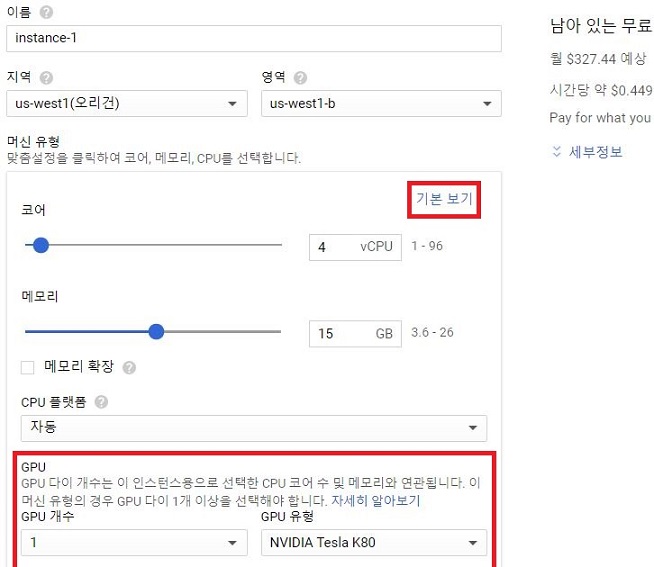 이름
instance-1
지역
영역
us-west1(오리건)
us-west1-b
머신 유형
맞춤설정을 클릭하여 코어, 메모리, CPU를 선택합니다.
기본 보기
코어
4 vCPU 1 - 96
메모리
15 GB 3.6 - 26
메모리 확장
CPU 플랫폼
자동
GPU
GPU 다이 개수는 이 인스턴스용으로 선택한 CPU 코어 수 및 메모리와 연관됩니다. 이
머신 유형의 경우 GPU 다이 1개 이상을 선택해야 합니다. 자세히 알아보기
GPU 개수
GPU 유형
1
NVIDIA Tesla K80
남아 있는 무료
월 $327.44 예상
시간당 약 $0.449
Pay for what you
세부정보